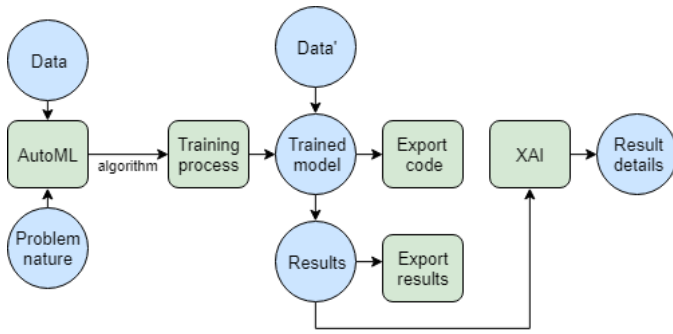 Data
Data'
AutoML
algorithm
Training
process
Trained
model
Export
code
XAI
Result
details
Problem
nature
Results
Export
results